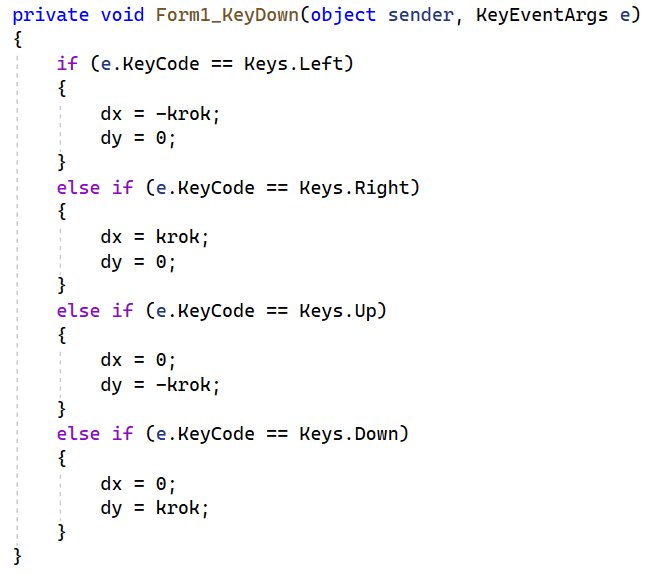 private void Form1_KeyDown(object sender, KeyEventArgs e)
{
    if (e.KeyCode == Keys.Left)
    {
        dx = -krok;
        dy = 0;
    }
    else if (e.KeyCode == Keys.Right)
    {
        dx = krok;
        dy = 0;
    }
    else if (e.KeyCode == Keys.Up)
    {
        dx = 0;
        dy = -krok;
    }
    else if (e.KeyCode == Keys.Down)
    {
        dx = 0;
        dy = krok;
    }
}